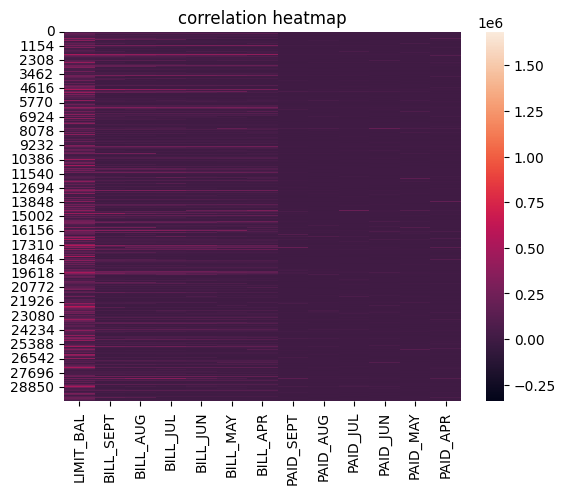 correlation heatmap
1e6
0
1154
2308
3462
4616
5770
6924
8078
9232
10386
11540
12694
13848
15002
16156
17310
18464
19618
20772
21926
23080
24234
25388
26542
27696
28850
1.50
1.25
1.00
0.75
0.50
0.25
0.00
−0.25
LIMIT_BAL
BILL_SEPT
BILL_AUG
BILL_JUL
BILL_JUN
BILL_MAY
BILL_APR
PAID_SEPT
PAID_AUG
PAID_JUL
PAID_JUN
PAID_MAY
PAID_APR